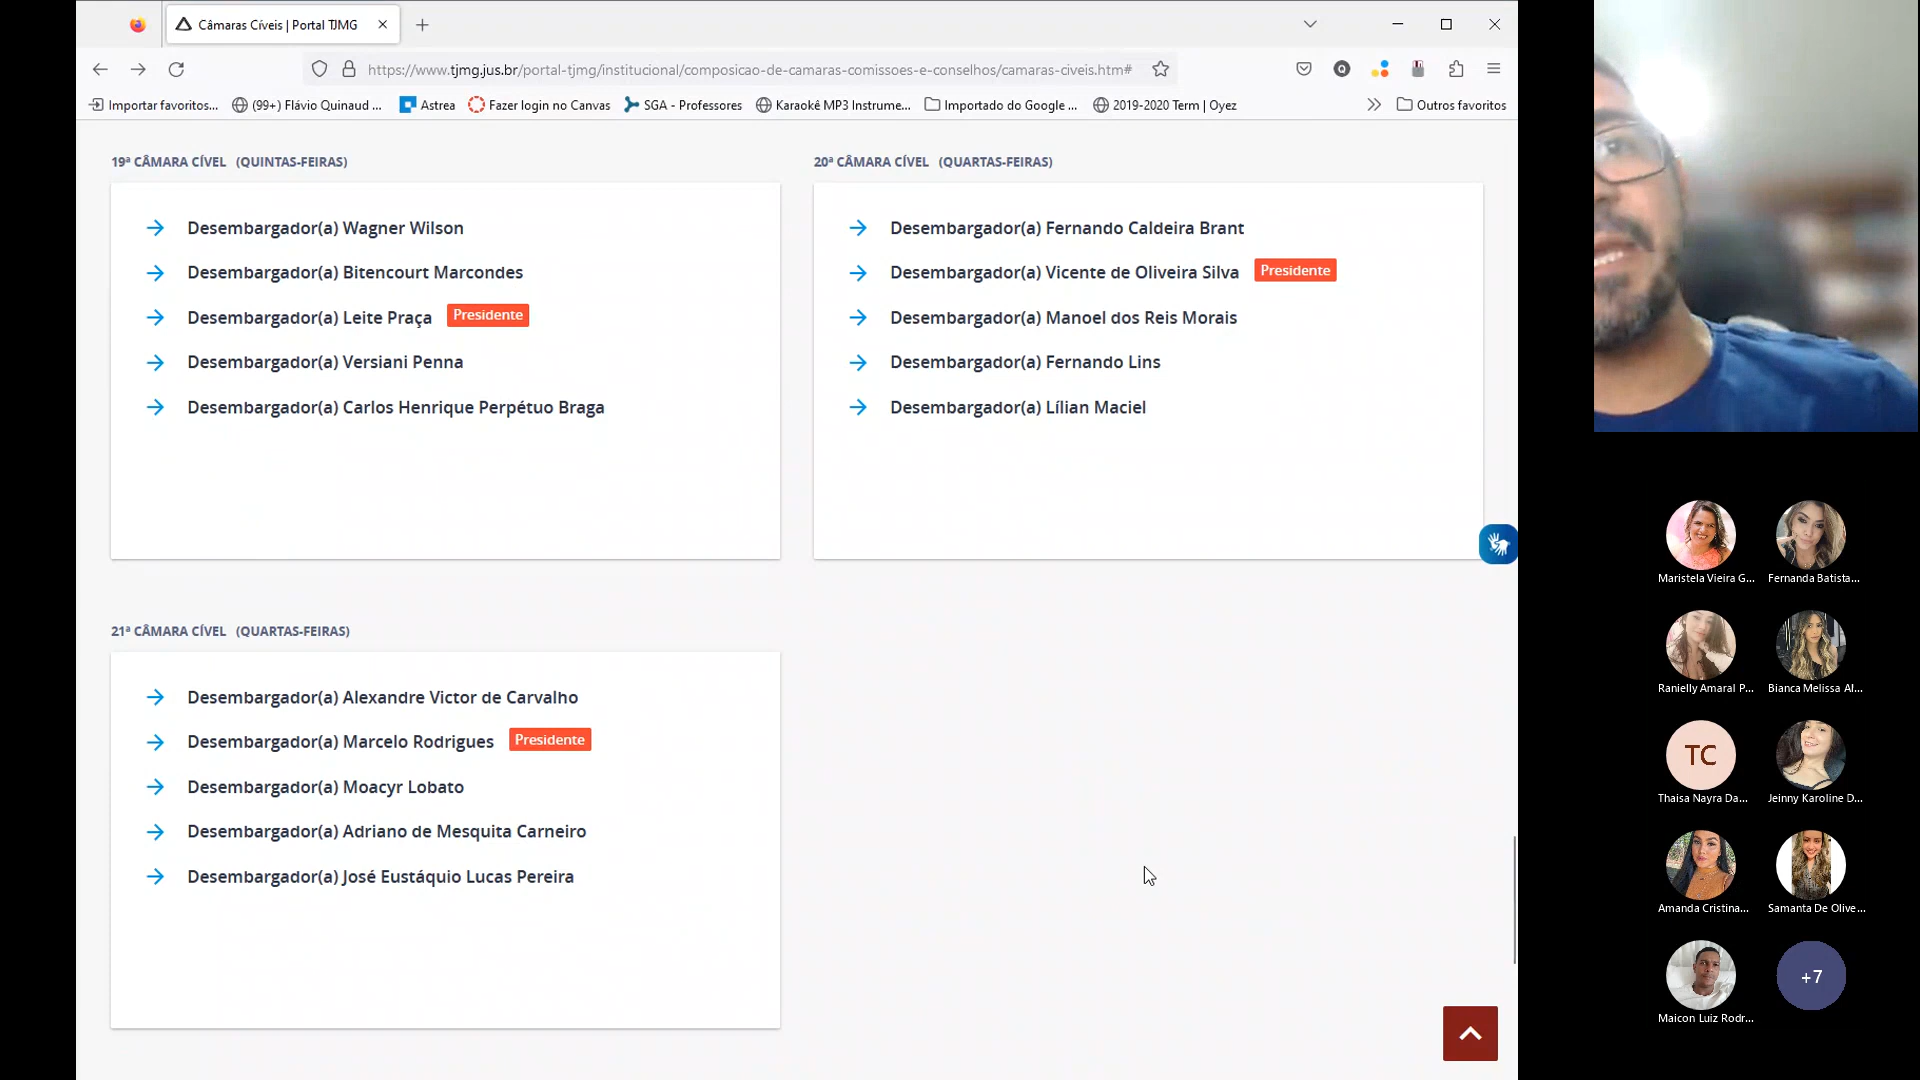 Câmaras Cíveis | Portal TJMG
https://www.tjmg.jus.br/portal-tjmg/institucional/composicao-de-camaras-comissoes-e-conselhos/camaras-civeis.htm#
Importar favoritos...
(99+) Flávio Quinaud ...
Astrea
Fazer login no Canvas
SGA - Professores
Karaokê MP3 Instrume...
Importado do Google ...
2019-2020 Term | Oyez
Outros favoritos
19ª CÂMARA CÍVEL (QUINTAS-FEIRAS)
Desembargador(a) Wagner Wilson
Desembargador(a) Bitencourt Marcondes
Desembargador(a) Leite Praça Presidente
Desembargador(a) Versiani Penna
Desembargador(a) Carlos Henrique Perpétuo Braga
20ª CÂMARA CÍVEL (QUARTAS-FEIRAS)
Desembargador(a) Fernando Caldeira Brant
Desembargador(a) Vicente de Oliveira Silva Presidente
Desembargador(a) Manoel dos Reis Morais
Desembargador(a) Fernando Lins
Desembargador(a) Lílian Maciel
21ª CÂMARA CÍVEL (QUARTAS-FEIRAS)
Desembargador(a) Alexandre Victor de Carvalho
Desembargador(a) Marcelo Rodrigues Presidente
Desembargador(a) Moacyr Lobato
Desembargador(a) Adriano de Mesquita Carneiro
Desembargador(a) José Eustáquio Lucas Pereira
Maristela Vieira G...
Fernanda Batista...
Ranielly Amaral P...
Bianca Melissa Al...
TC
Thaisa Nayra Da...
Jeinny Karoline D...
Amanda Cristina...
Samanta De Olive...
Maicon Luiz Rodr...
+7